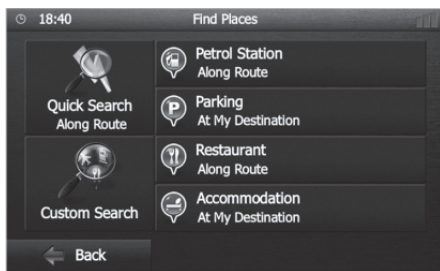 18:40
Find Places
Quick Search
Along Route
Custom Search
Petrol Station
Along Route
P
Parking
At My Destination
Restaurant
Along Route
Accommodation
At My Destination
Back